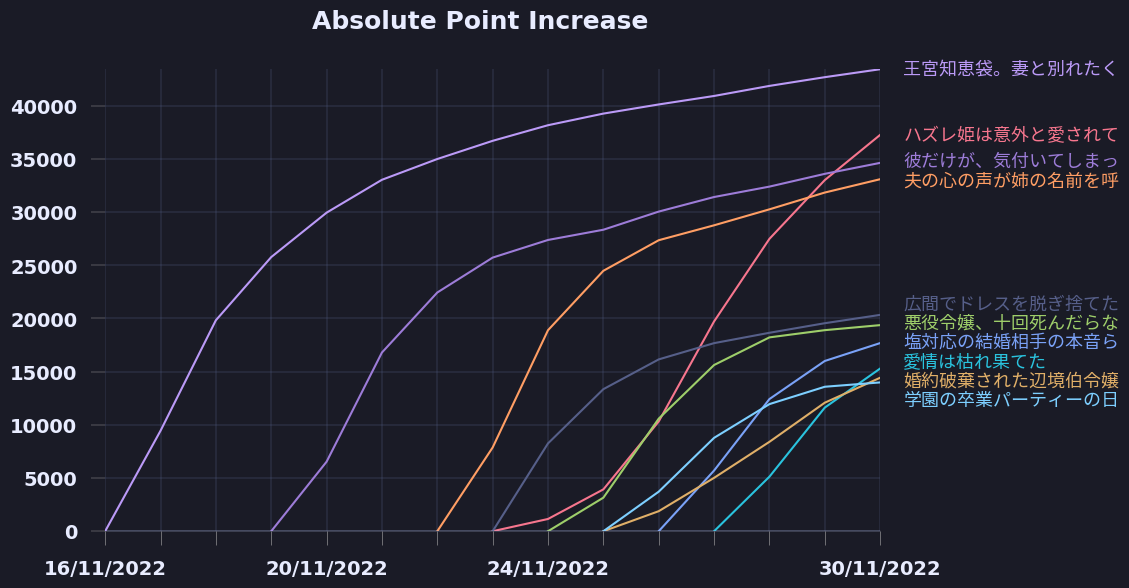 Absolute Point Increase
王宮知恵袋。妻と別れたく
40000
ハズレ姫は意外と愛されて
35000
彼だけが、気付いてしまっ
夫の心の声が姉の名前を呼
30000
25000
広間でドレスを脱ぎ捨てた
20000
悪役令嬢、十回死んだらな
塩対応の結婚相手の本音ら
愛情は枯れ果てた
15000
婚約破棄された辺境伯令嬢
学園の卒業パーティーの日
10000
5000
0
16/11/2022 20/11/2022 24/11/2022 30/11/2022